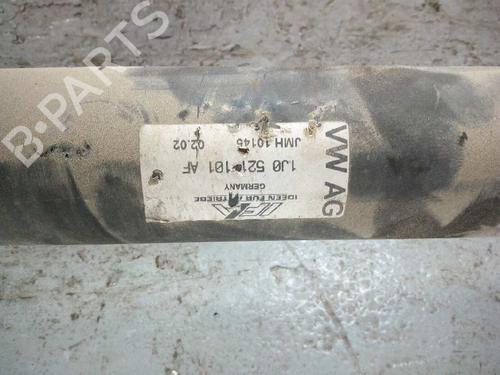 B-PARTS
VW AG
IFA
IDEEN FÜR ANTRIEBE
GERMANY
1J0 521 101 AF
JMH 10145
02.02